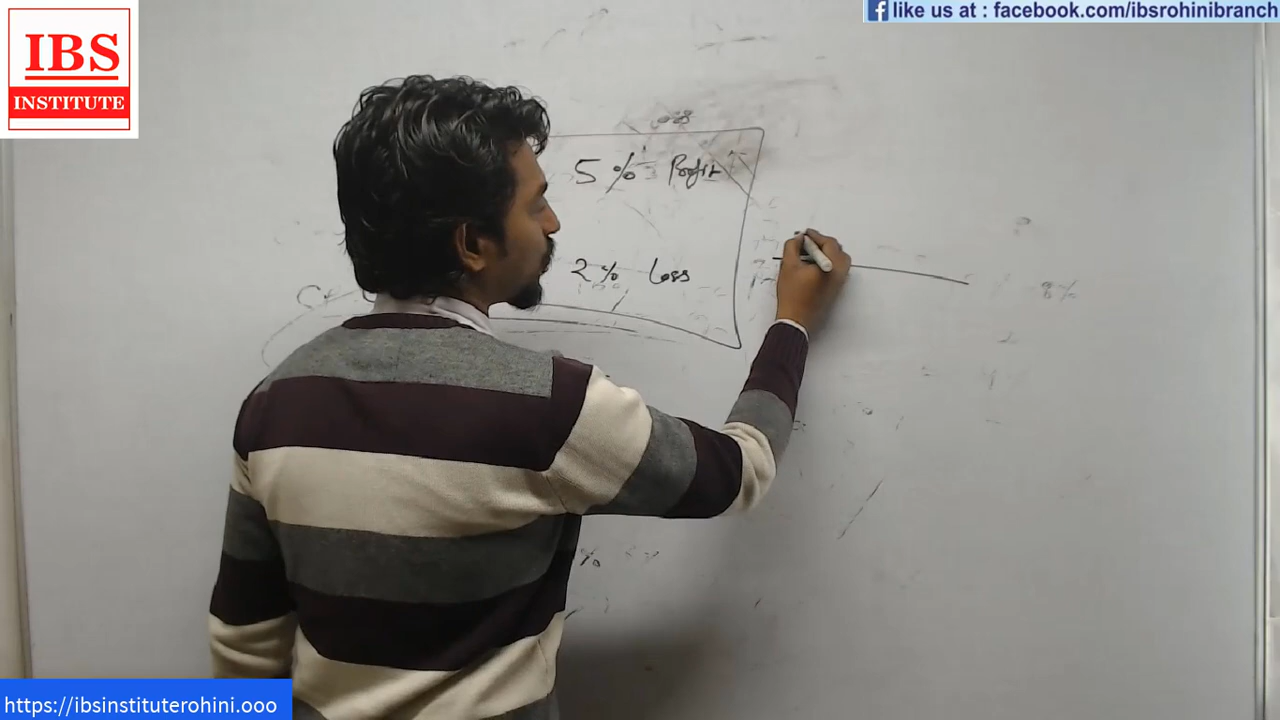 like us at : facebook.com/ibsrohinibranch
IBS
INSTITUTE
5 % Profit
2 % Loss
8 %
%
https://ibsinstituterohini.ooo